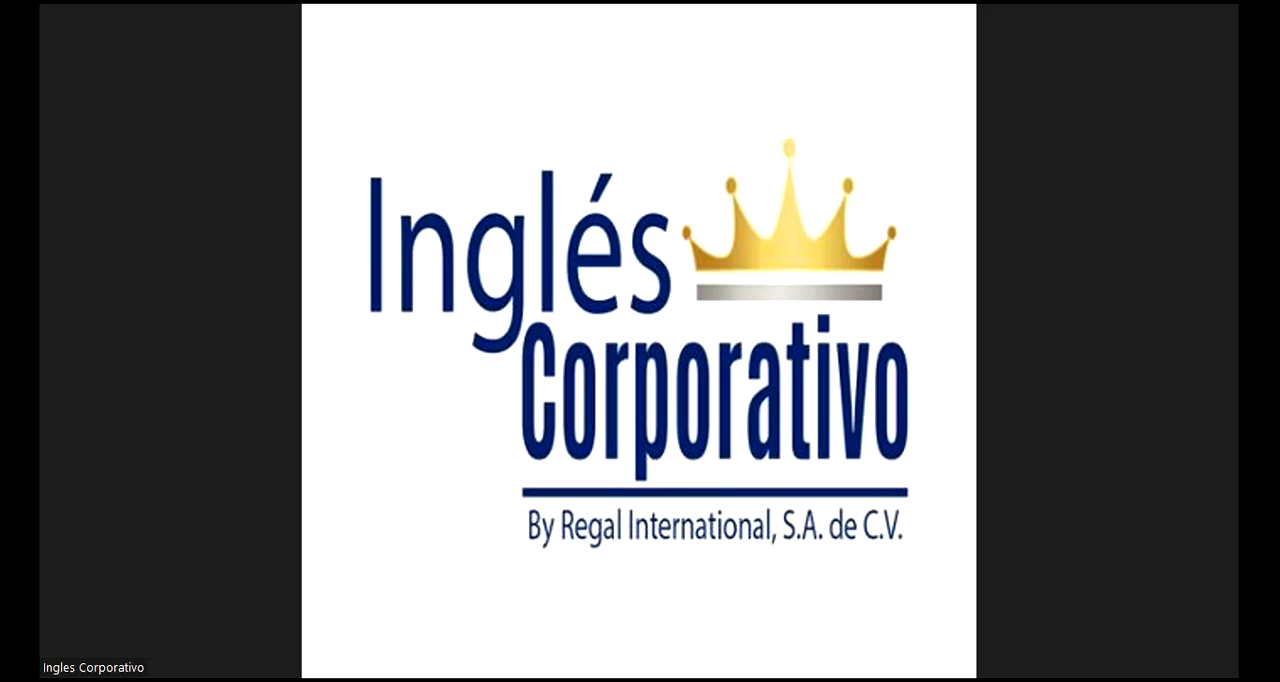 Inglés
Corporativo
By Regal International, S.A. de C.V.
Ingles Corporativo